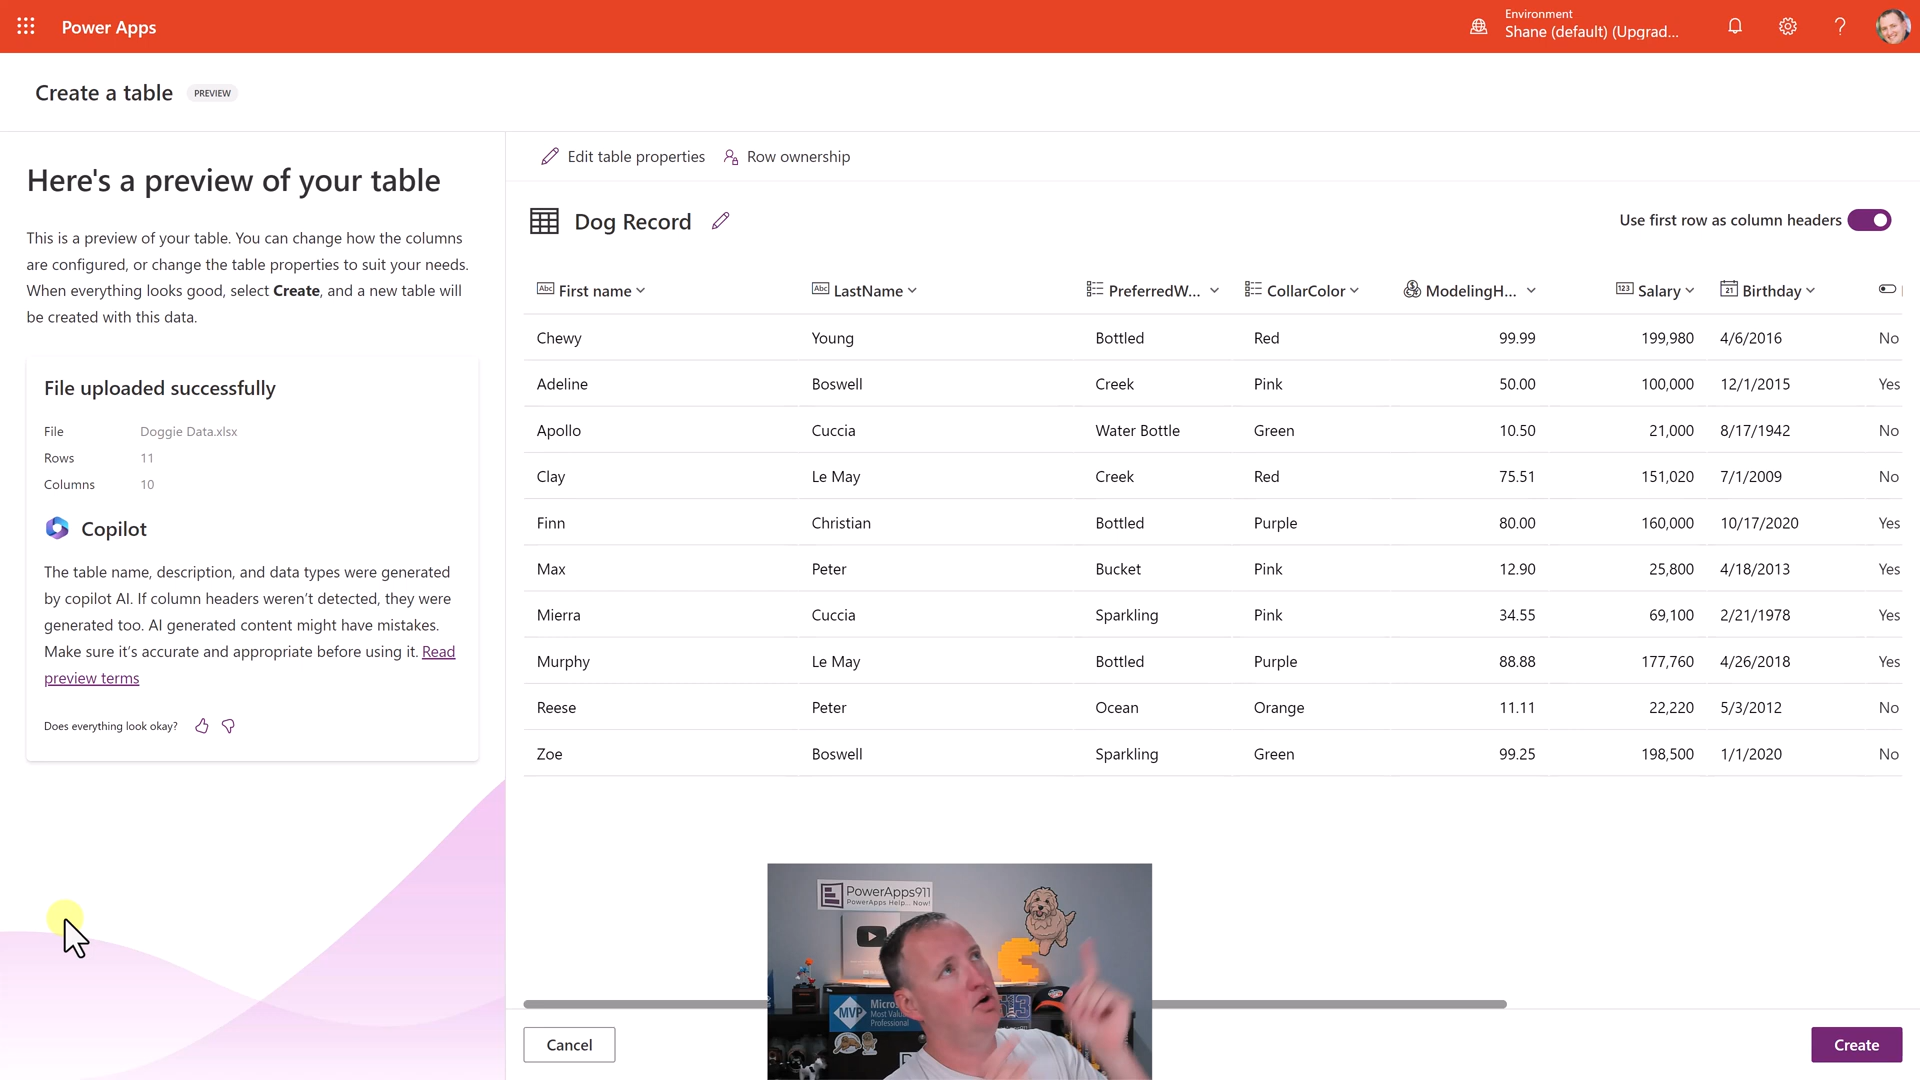 Power Apps
Environment
Shane (default) (Upgrad...
Create a table PREVIEW
Here's a preview of your table
This is a preview of your table. You can change how the columns
are configured, or change the table properties to suit your needs.
When everything looks good, select Create, and a new table will
be created with this data.
File uploaded successfully
File Doggie Data.xlsx
Rows 11
Columns 10
Copilot
The table name, description, and data types were generated
by copilot AI. If column headers weren't detected, they were
generated too. AI generated content might have mistakes.
Make sure it's accurate and appropriate before using it. Read
preview terms
Does everything look okay?
Edit table properties Row ownership
Dog Record
Use first row as column headers
Abc First name Abc LastName PreferredW... CollarColor ModelingH... 123 Salary 21 Birthday
Chewy Young Bottled Red 99.99 199,980 4/6/2016 No
Adeline Boswell Creek Pink 50.00 100,000 12/1/2015 Yes
Apollo Cuccia Water Bottle Green 10.50 21,000 8/17/1942 No
Clay Le May Creek Red 75.51 151,020 7/1/2009 No
Finn Christian Bottled Purple 80.00 160,000 10/17/2020 Yes
Max Peter Bucket Pink 12.90 25,800 4/18/2013 Yes
Mierra Cuccia Sparkling Pink 34.55 69,100 2/21/1978 Yes
Murphy Le May Bottled Purple 88.88 177,760 4/26/2018 Yes
Reese Peter Ocean Orange 11.11 22,220 5/3/2012 No
Zoe Boswell Sparkling Green 99.25 198,500 1/1/2020 No
PowerApps911
PowerApps Help... Now!
MVP
Most Valu
Professional
Cancel
Create